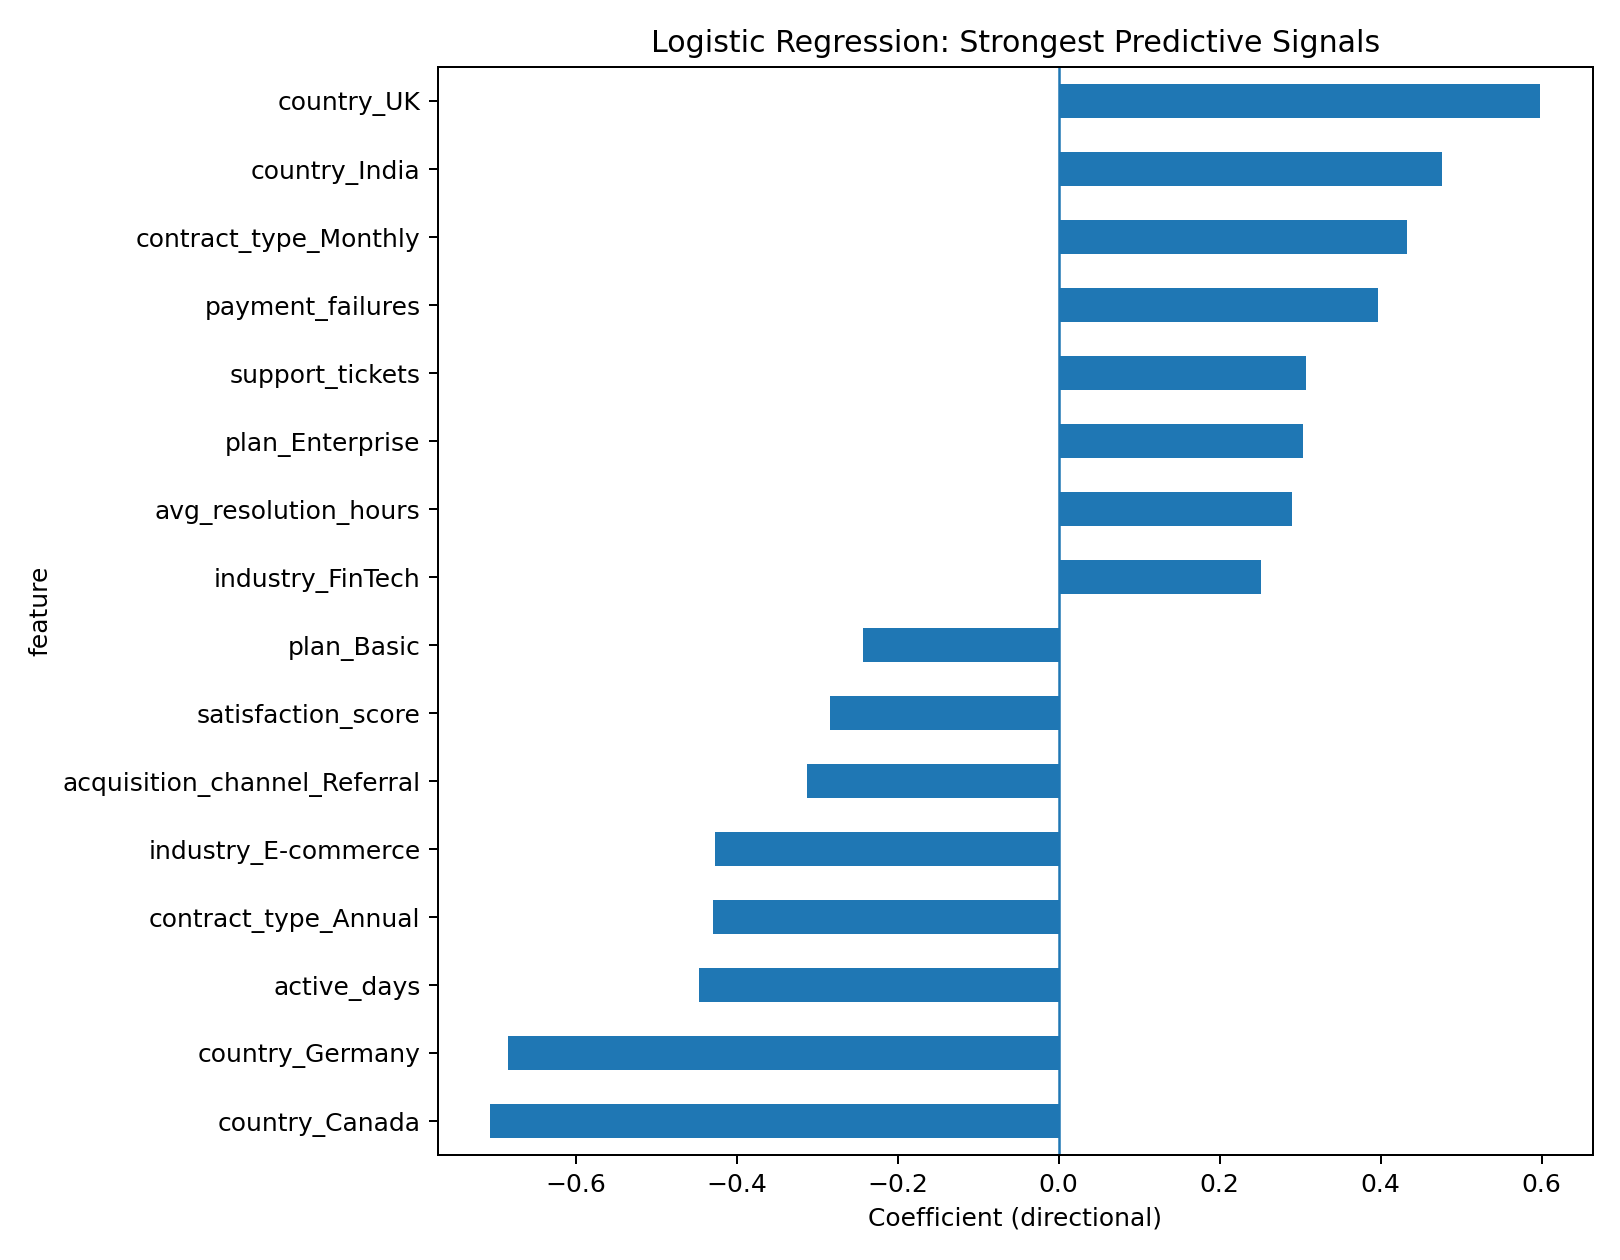 Logistic Regression: Strongest Predictive Signals
country_UK
country_India
contract_type_Monthly
payment_failures
support_tickets
plan_Enterprise
avg_resolution_hours
industry_FinTech
plan_Basic
satisfaction_score
acquisition_channel_Referral
industry_E-commerce
contract_type_Annual
active_days
country_Germany
country_Canada
feature
−0.6 −0.4 −0.2 0.0 0.2 0.4 0.6
Coefficient (directional)